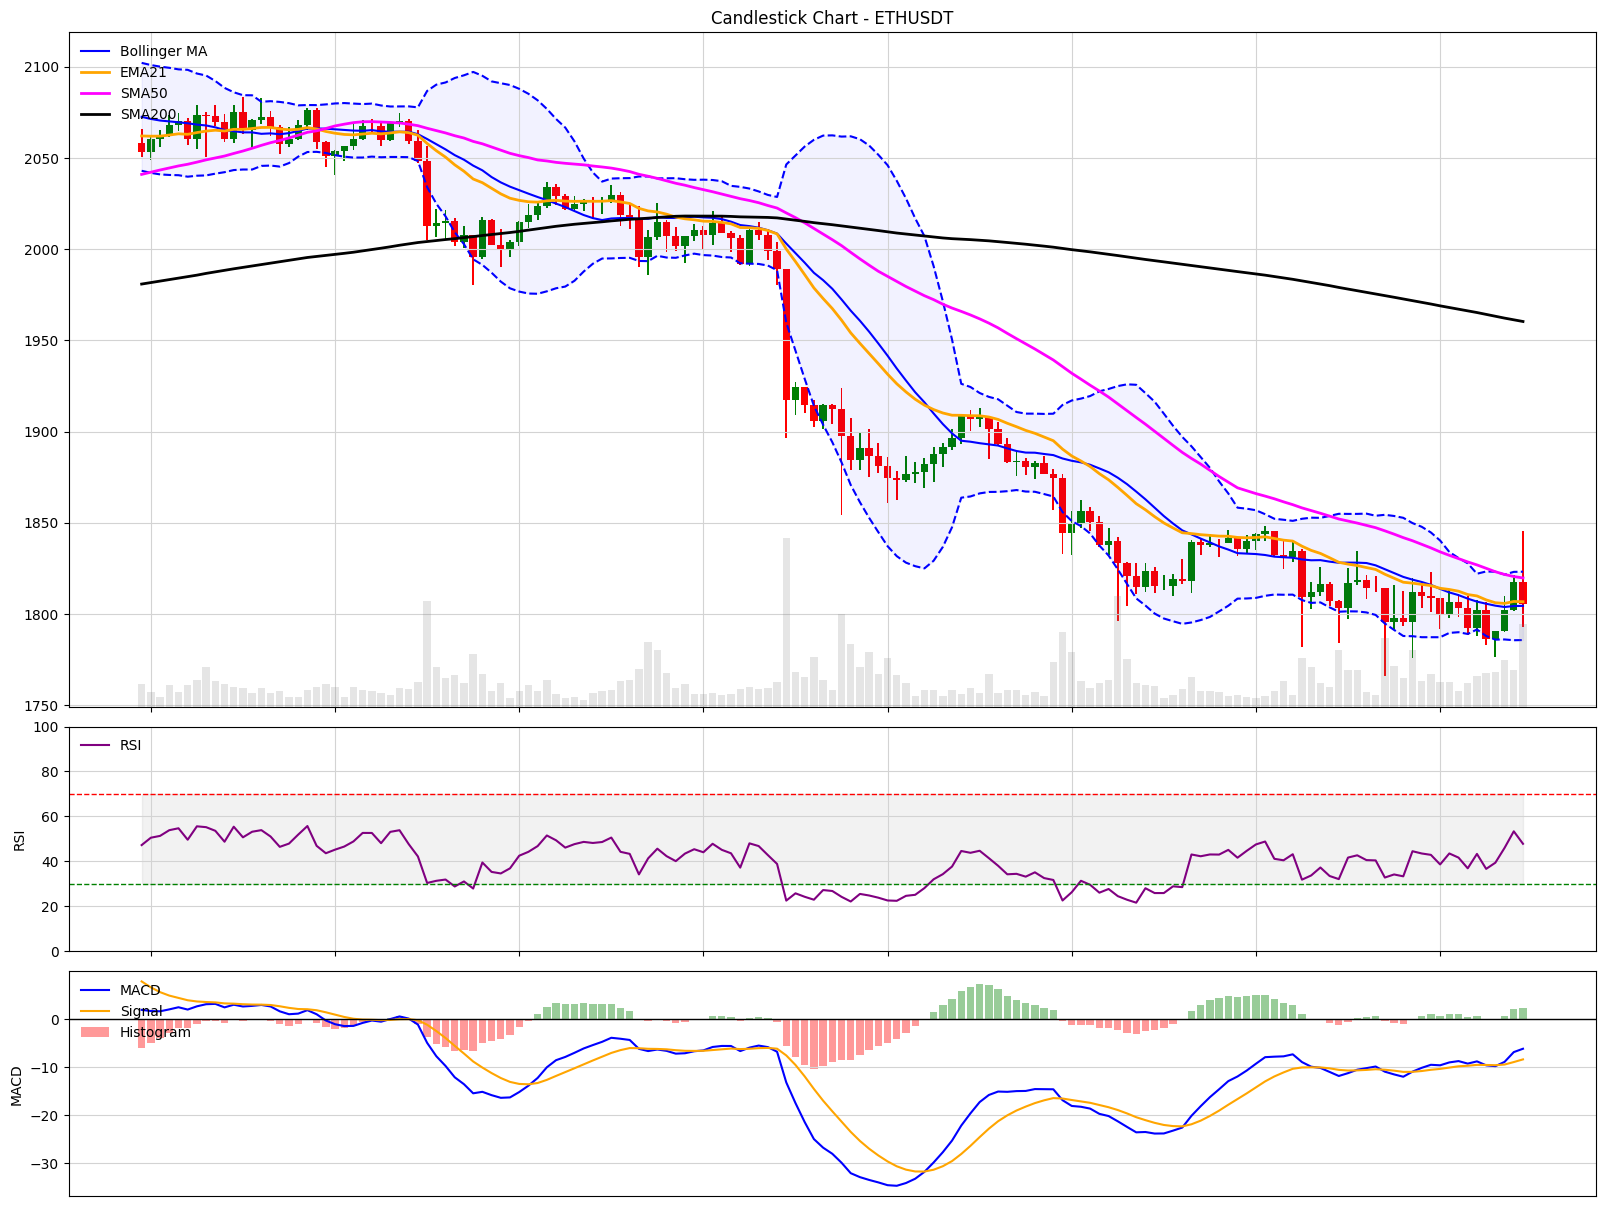 Candlestick Chart - ETHUSDT
Bollinger MA
EMA21
SMA50
SMA200
2100
2050
2000
1950
1900
1850
1800
1750
RSI
RSI
100
80
60
40
20
0
MACD
Signal
Histogram
MACD
0
−10
−20
−30